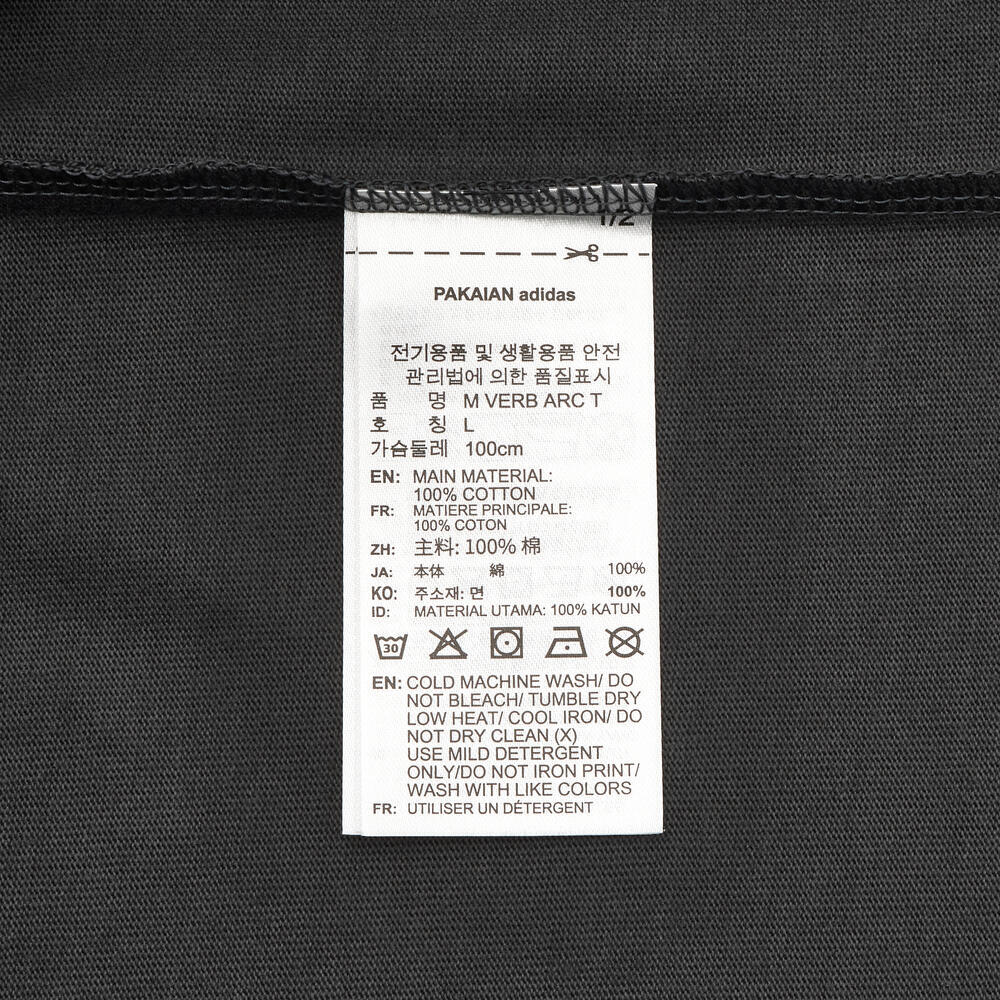 1/2
PAKAIAN adidas
전기용품 및 생활용품 안전
관리법에 의한 품질표시
품 명 M VERB ARC T
호 칭 L
가슴둘레 100cm
EN: MAIN MATERIAL:
100% COTTON
FR: MATIERE PRINCIPALE:
100% COTON
ZH: 主料: 100% 棉
JA: 本体 綿 100%
KO: 주소재: 면 100%
ID: MATERIAL UTAMA: 100% KATUN
30
EN: COLD MACHINE WASH/ DO
NOT BLEACH/ TUMBLE DRY
LOW HEAT/ COOL IRON/ DO
NOT DRY CLEAN (X)
USE MILD DETERGENT
ONLY/DO NOT IRON PRINT/
WASH WITH LIKE COLORS
FR: UTILISER UN DÉTERGENT